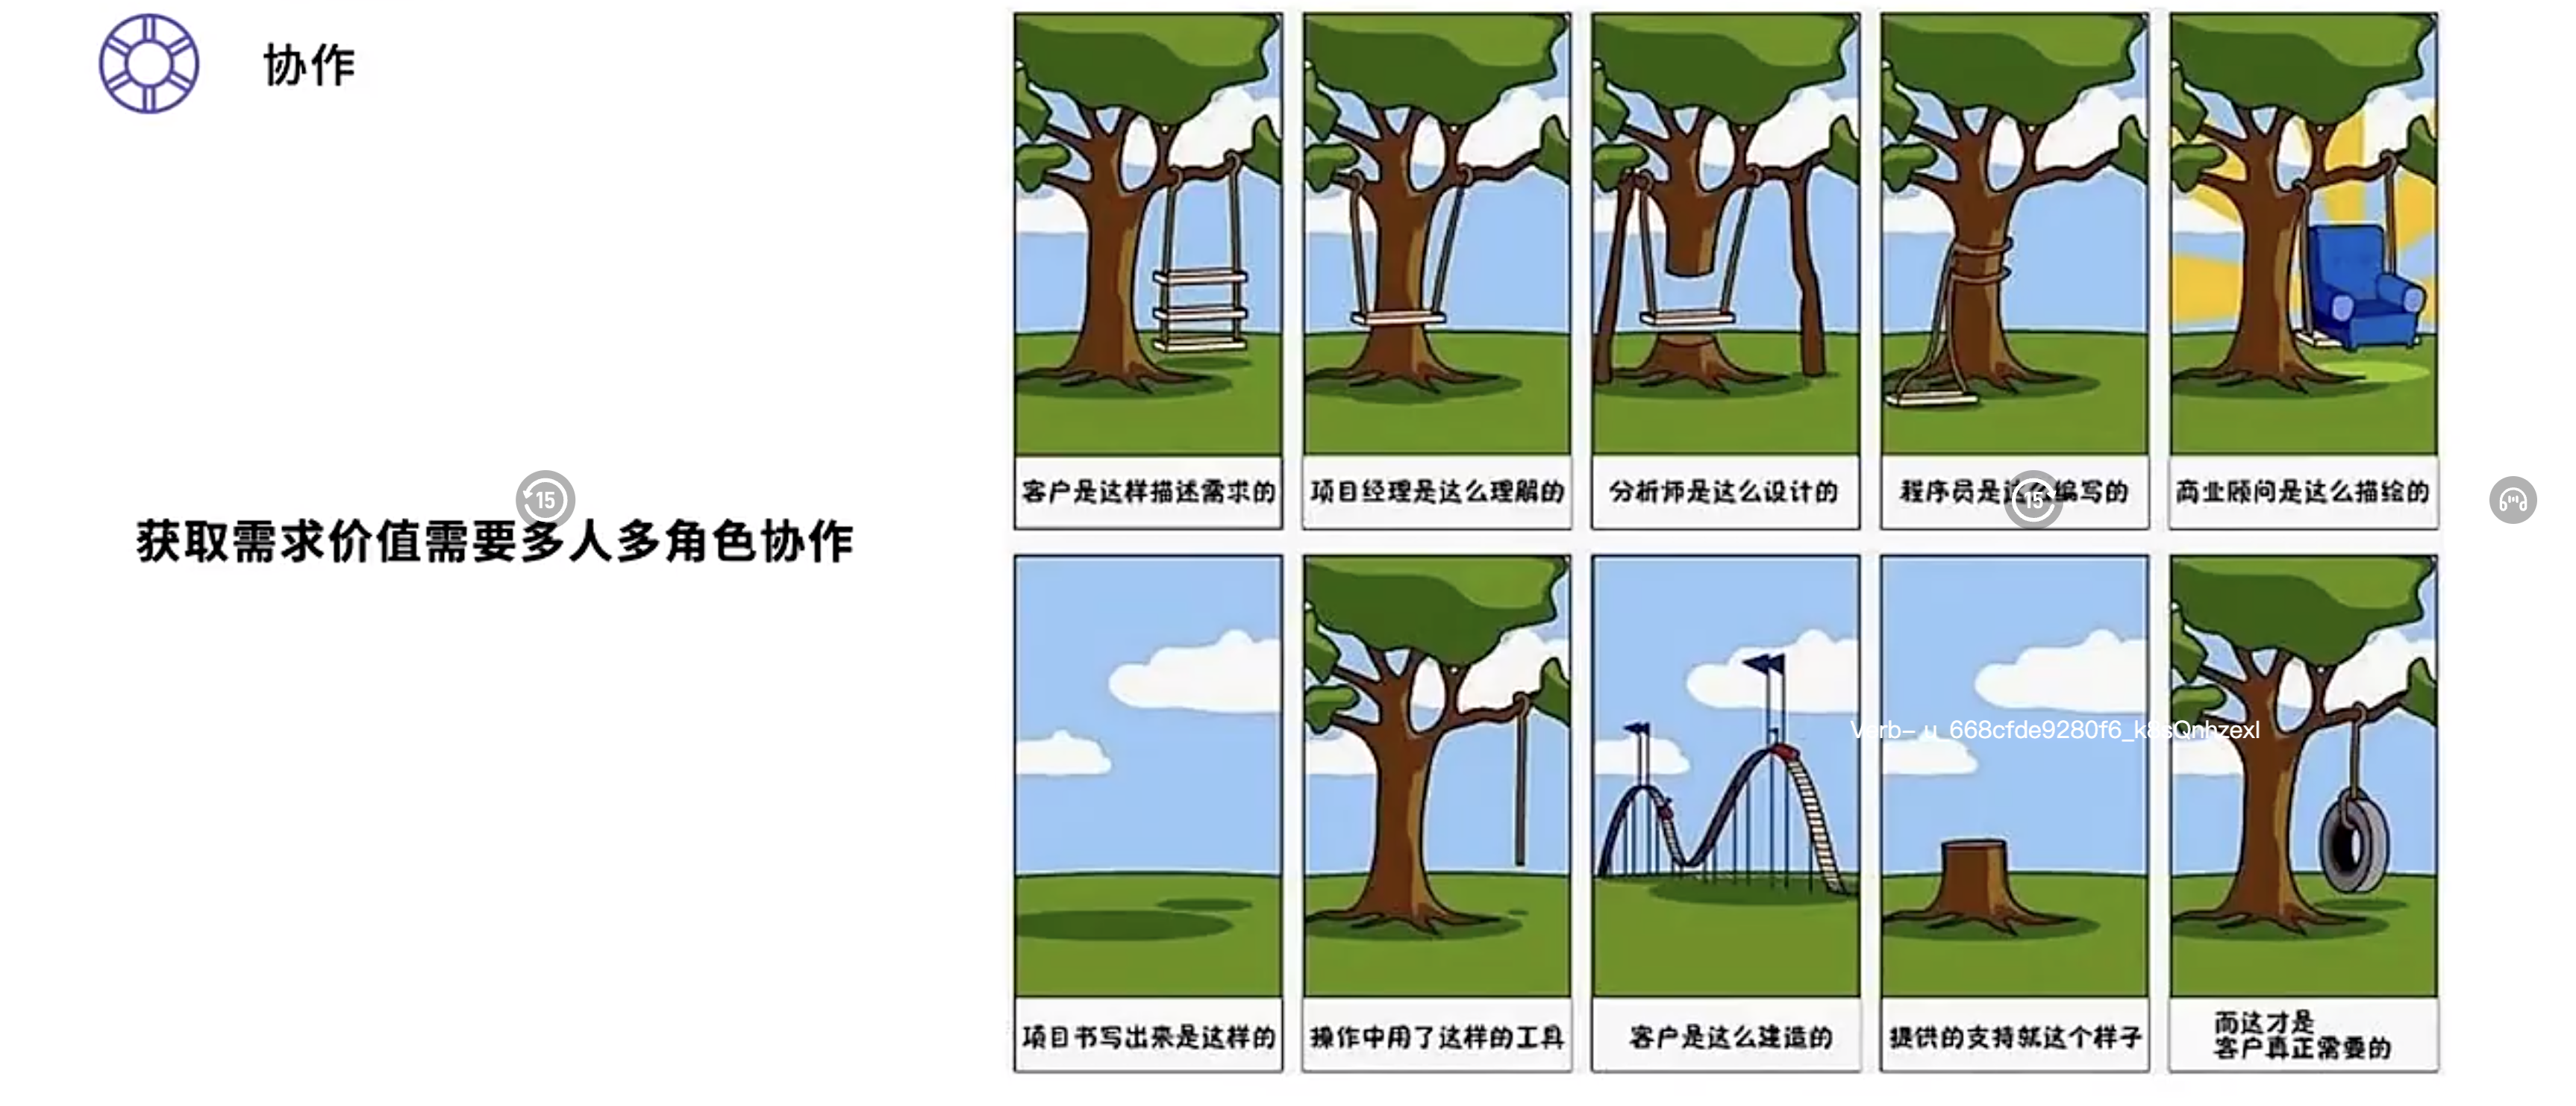 协作
获取需求价值需要多人多角色协作
客户是这样描述需求的
项目经理是这么理解的
分析师是这么设计的
程序员是这么编写的
商业顾问是这么描绘的
15
15
项目书写出来是这样的
操作中用了这样的工具
客户是这么建造的
提供的支持就这个样子
而这才是
客户真正需要的
Verb- u_668cfde9280f6_k8sQnhzexl